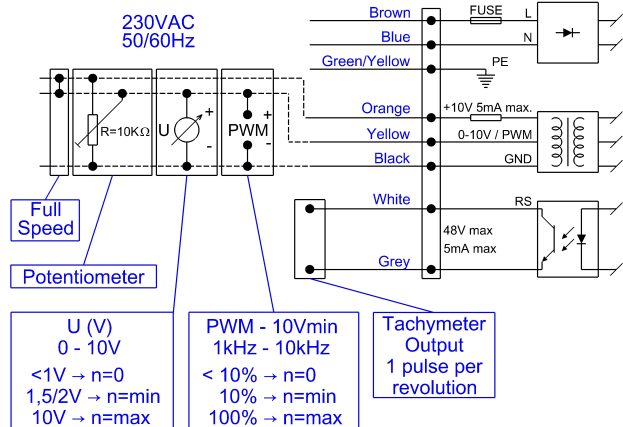 230VAC
50/60Hz
Brown
FUSE
L
Blue
N
Green/Yellow
PE
Orange
+10V 5mA max.
Yellow
0-10V / PWM
Black
GND
R=10KΩ
U
+
-
PWM
+
-
White
RS
48V max
5mA max
Grey
Full
Speed
Potentiometer
U (V)
0 - 10V
<1V → n=0
1,5/2V → n=min
10V → n=max
PWM - 10Vmin
1kHz - 10kHz
< 10% → n=0
10% → n=min
100% → n=max
Tachymeter
Output
1 pulse per
revolution